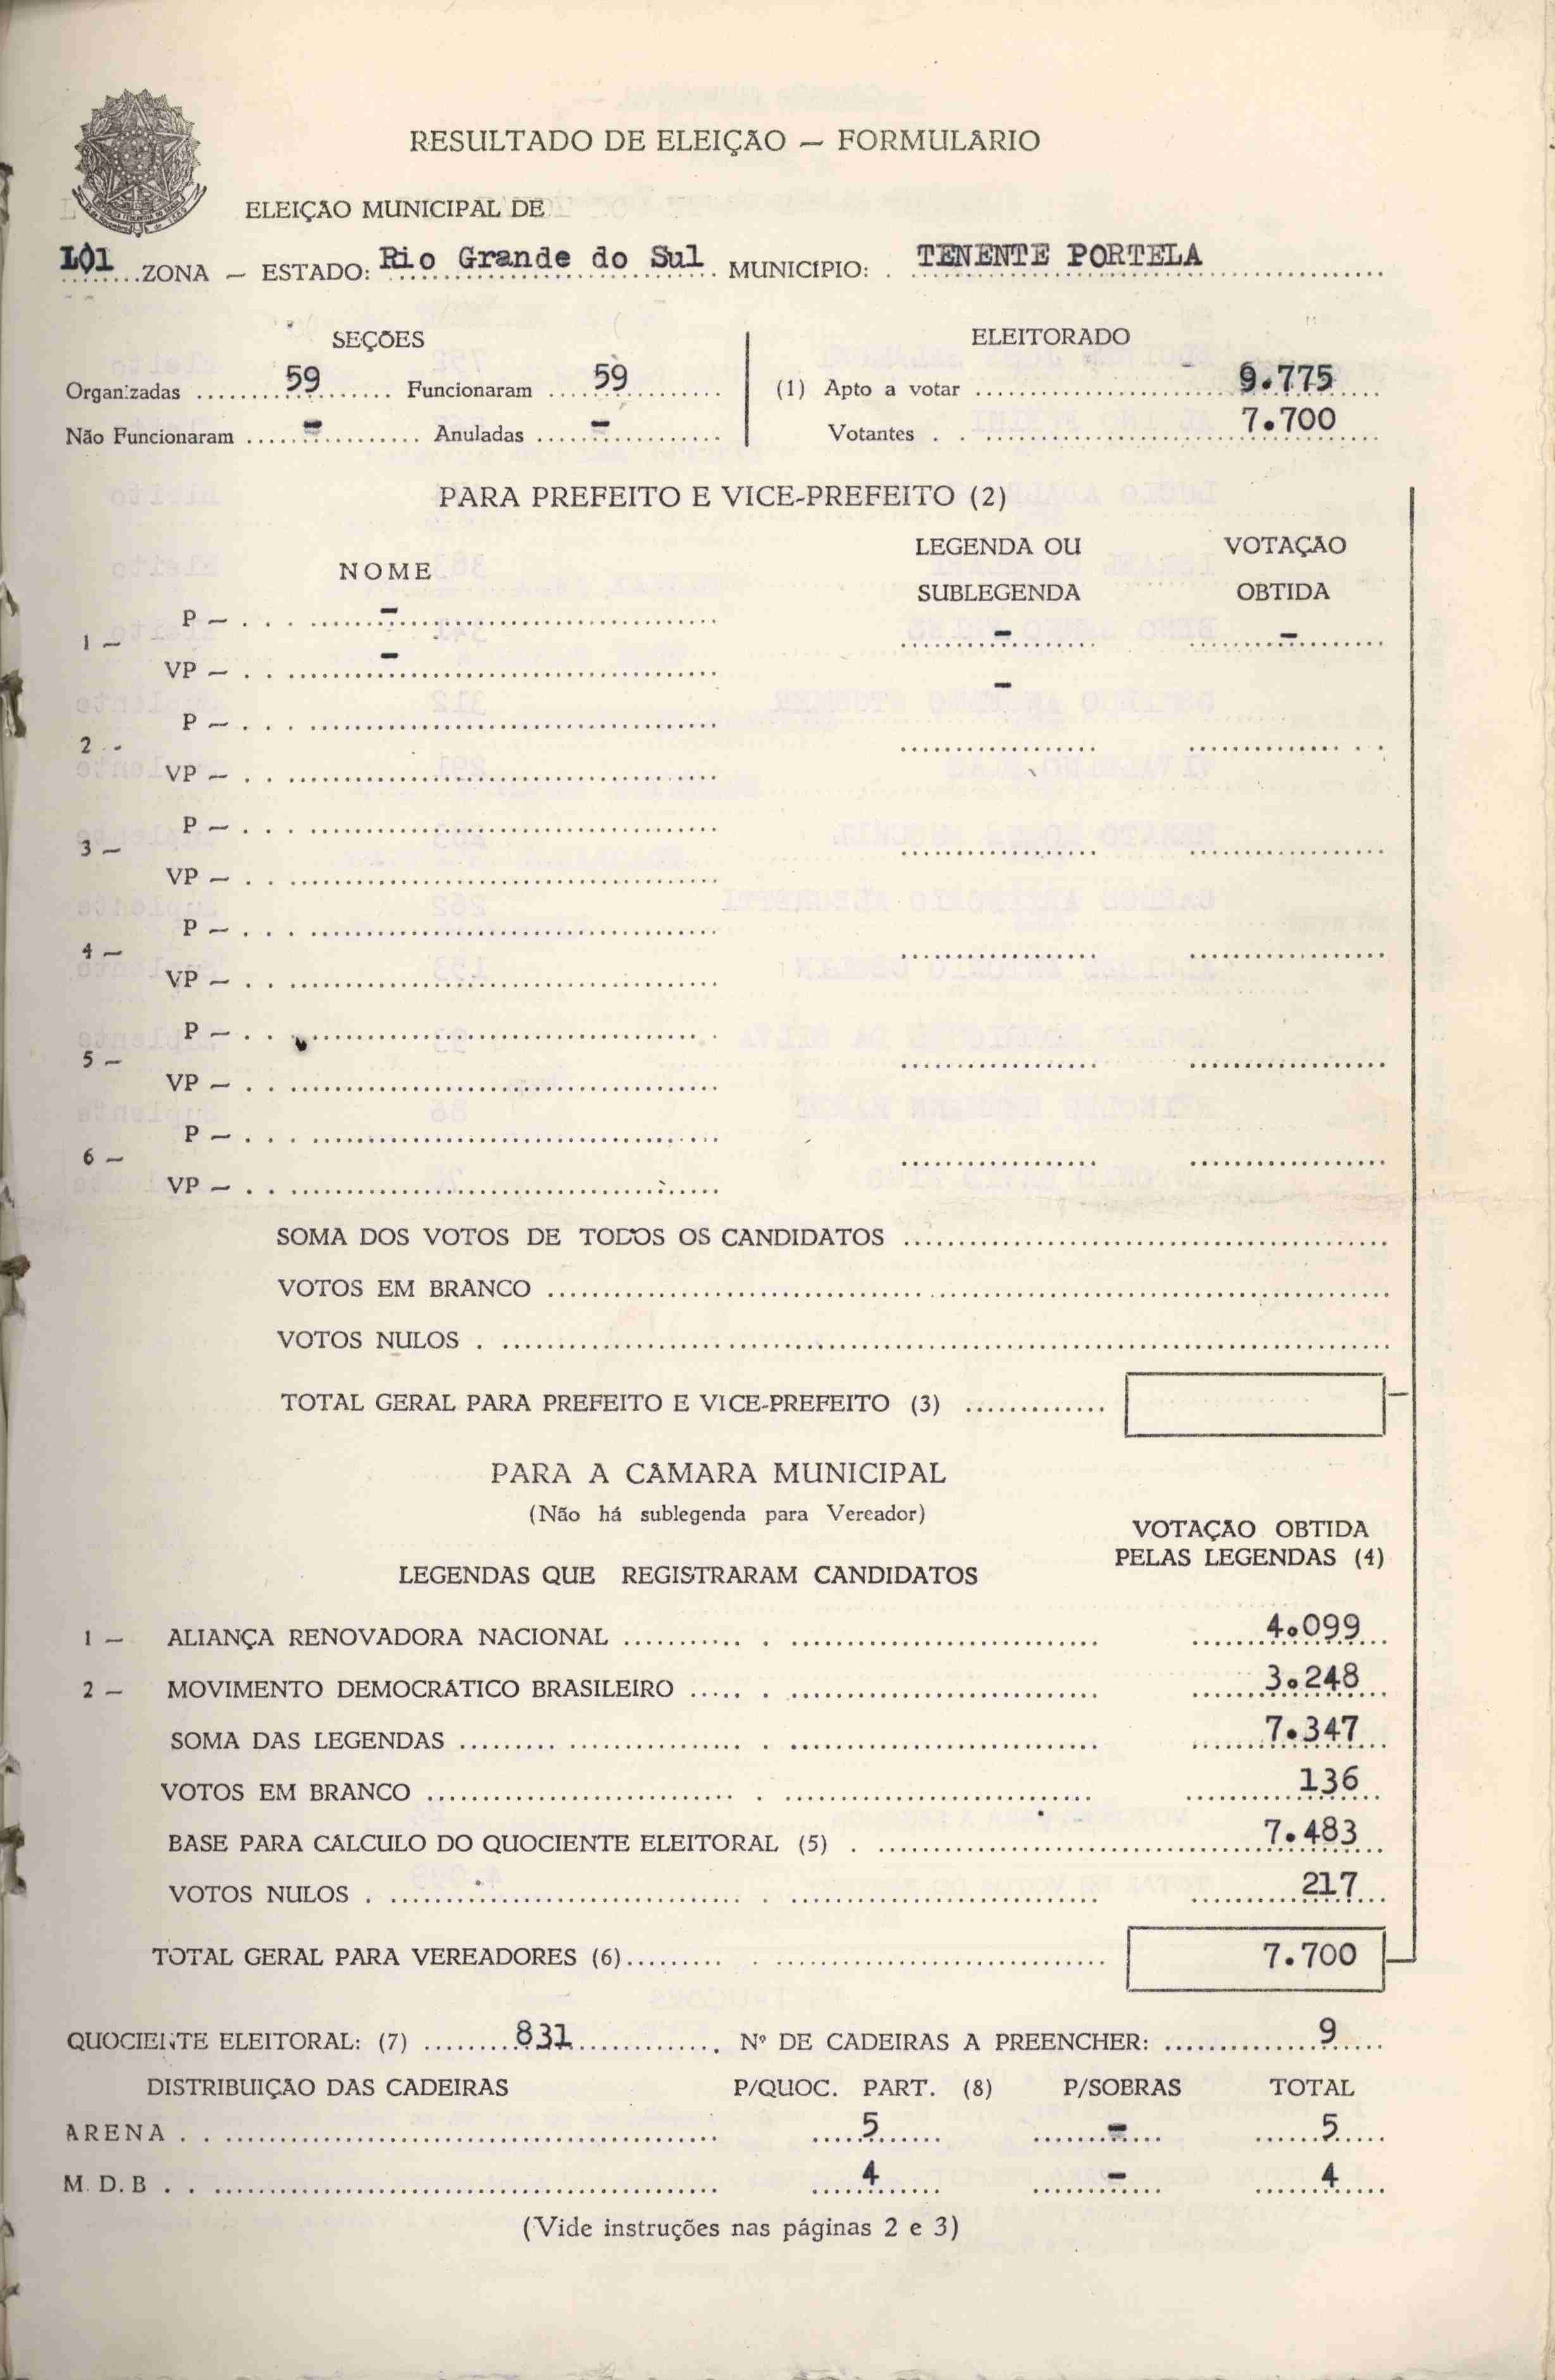 RESULTADO DE ELEIÇÃO — FORMULÁRIO
ELEIÇÃO MUNICIPAL DE
101 ZONA — ESTADO: Rio Grande do Sul MUNICÍPIO: TENENTE PORTELA
SEÇÕES ELEITORADO
Organizadas 59 Funcionaram 59 (1) Apto a votar 9.775
Não Funcionaram - Anuladas - Votantes 7.700
PARA PREFEITO E VICE-PREFEITO (2)
NOME LEGENDA OU SUBLEGENDA VOTAÇÃO OBTIDA
1 — P — - - -
VP — - -
2 - P —
VP —
3 — P —
VP —
4 — P —
VP —
5 — P —
VP —
6 — P —
VP —
SOMA DOS VOTOS DE TODOS OS CANDIDATOS
VOTOS EM BRANCO
VOTOS NULOS
TOTAL GERAL PARA PREFEITO E VICE-PREFEITO (3)
PARA A CÂMARA MUNICIPAL
(Não há sublegenda para Vereador)
VOTAÇÃO OBTIDA
PELAS LEGENDAS (4)
LEGENDAS QUE REGISTRARAM CANDIDATOS
1 — ALIANÇA RENOVADORA NACIONAL 4.099
2 — MOVIMENTO DEMOCRÁTICO BRASILEIRO 3.248
SOMA DAS LEGENDAS 7.347
VOTOS EM BRANCO 136
BASE PARA CÁLCULO DO QUOCIENTE ELEITORAL (5) 7.483
VOTOS NULOS 217
TOTAL GERAL PARA VEREADORES (6) 7.700
QUOCIENTE ELEITORAL: (7) 831 Nº DE CADEIRAS A PREENCHER: 9
DISTRIBUIÇÃO DAS CADEIRAS P/QUOC. PART. (8) P/SOBRAS TOTAL
ARENA 5 - 5
M. D. B 4 - 4
(Vide instruções nas páginas 2 e 3)